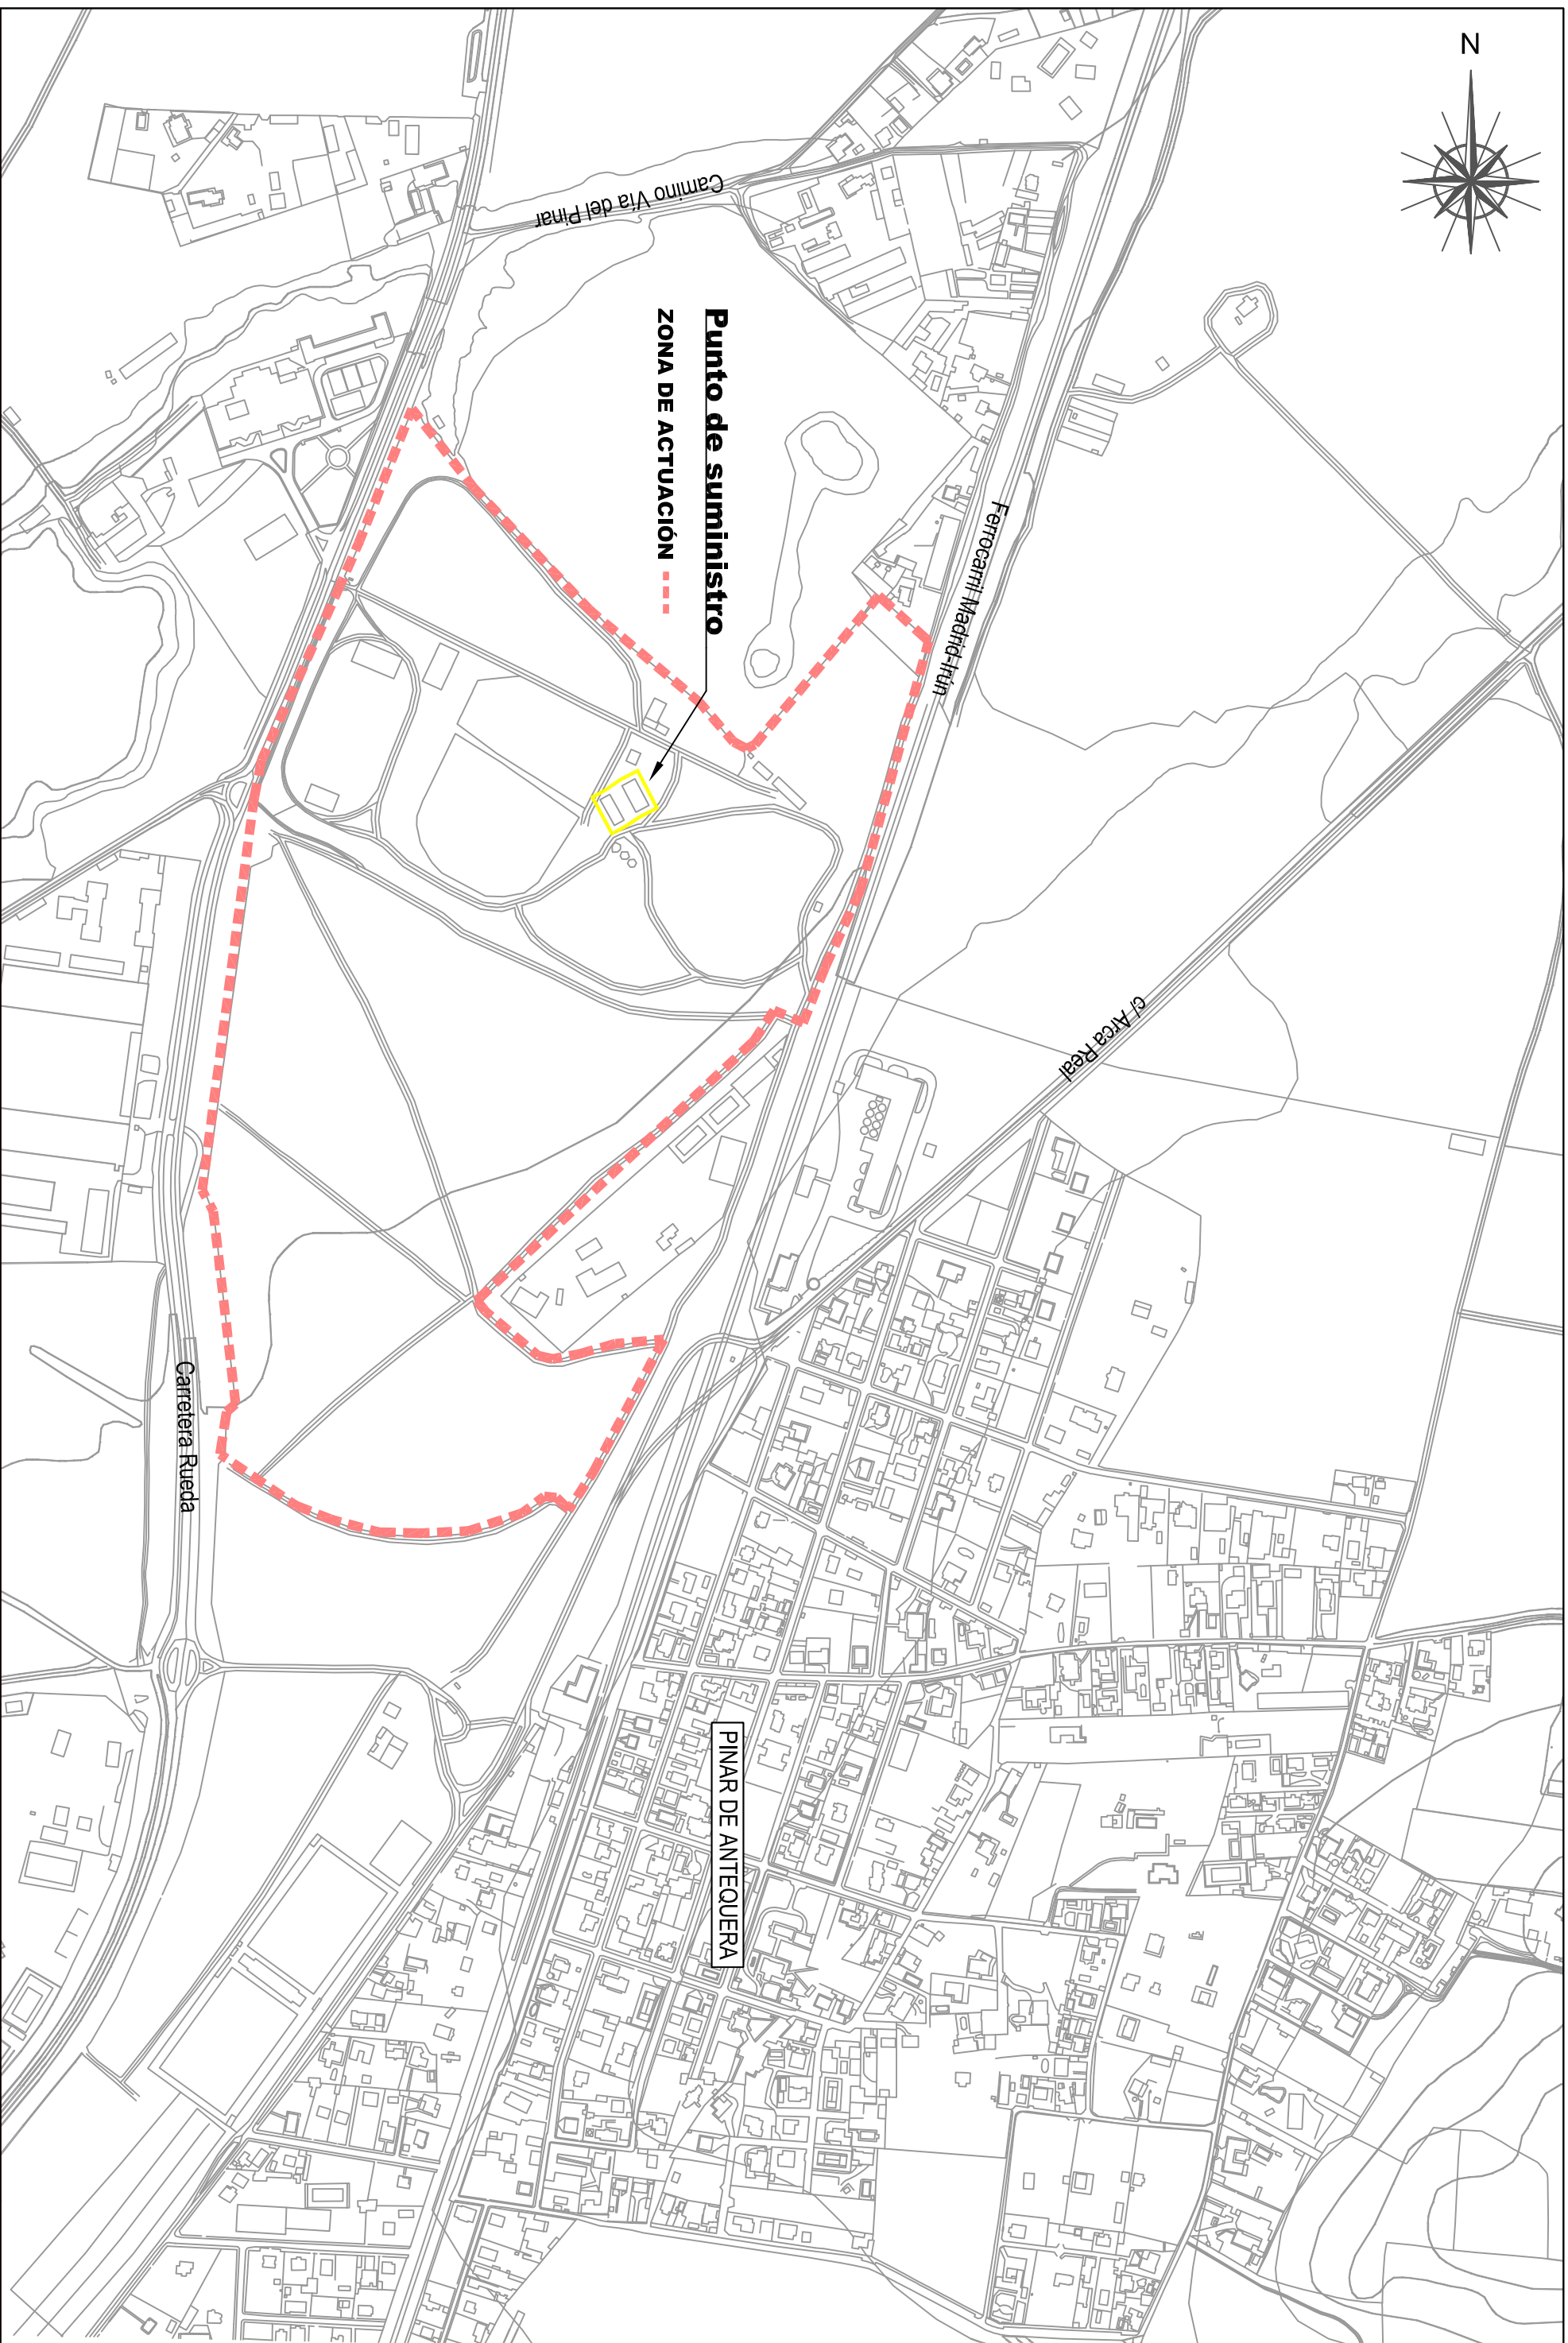 N
Camino Vía del Pinar
Punto de suministro
ZONA DE ACTUACIÓN
Ferrocarril Madrid-Irún
c/ Arca Real
Carretera Rueda
PINAR DE ANTEQUERA